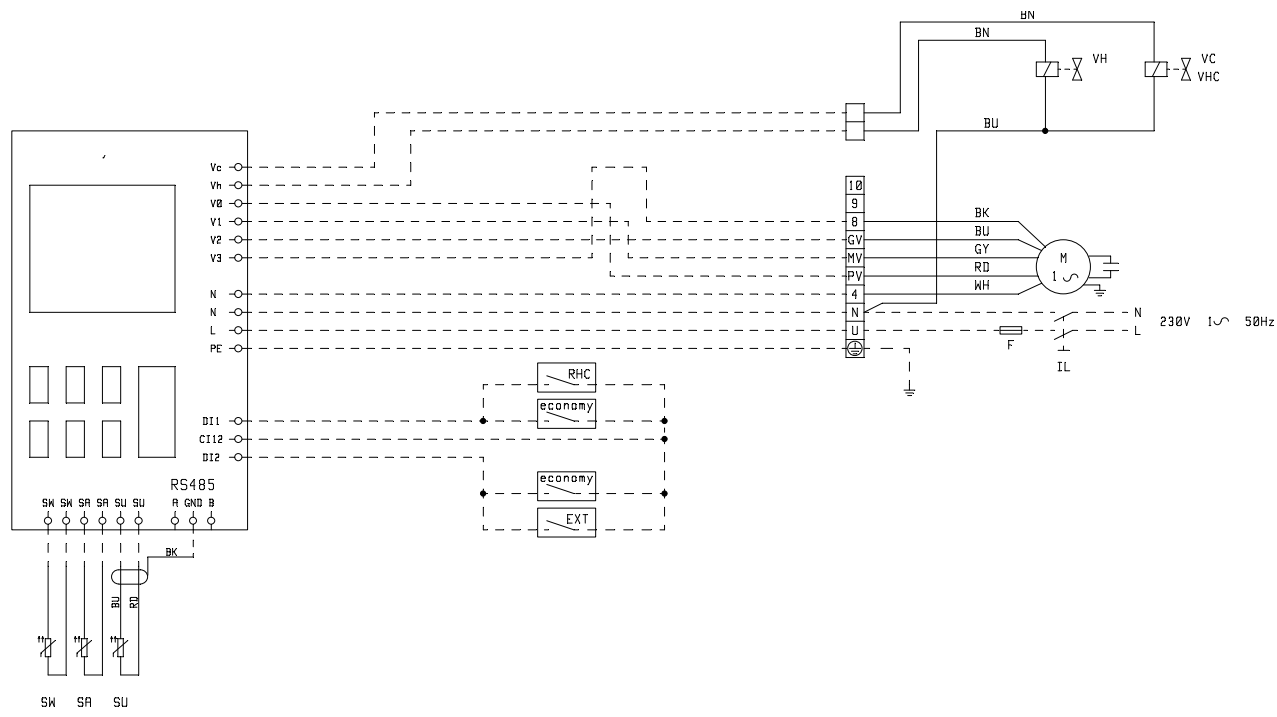 BN
BN
VH
VC
VHC
BU
Vc
Vh
V0
V1
V2
V3
N
N
L
PE
10
9
8
GV
MV
PV
4
N
U
BK
BU
GY
RD
WH
M
1
N
L
230V 1 50Hz
F
IL
RHC
economy
DI1
CI12
DI2
economy
EXT
RS485
SW SW SA SA SU SU A GND B
BK
BU
RD
SW SA SU